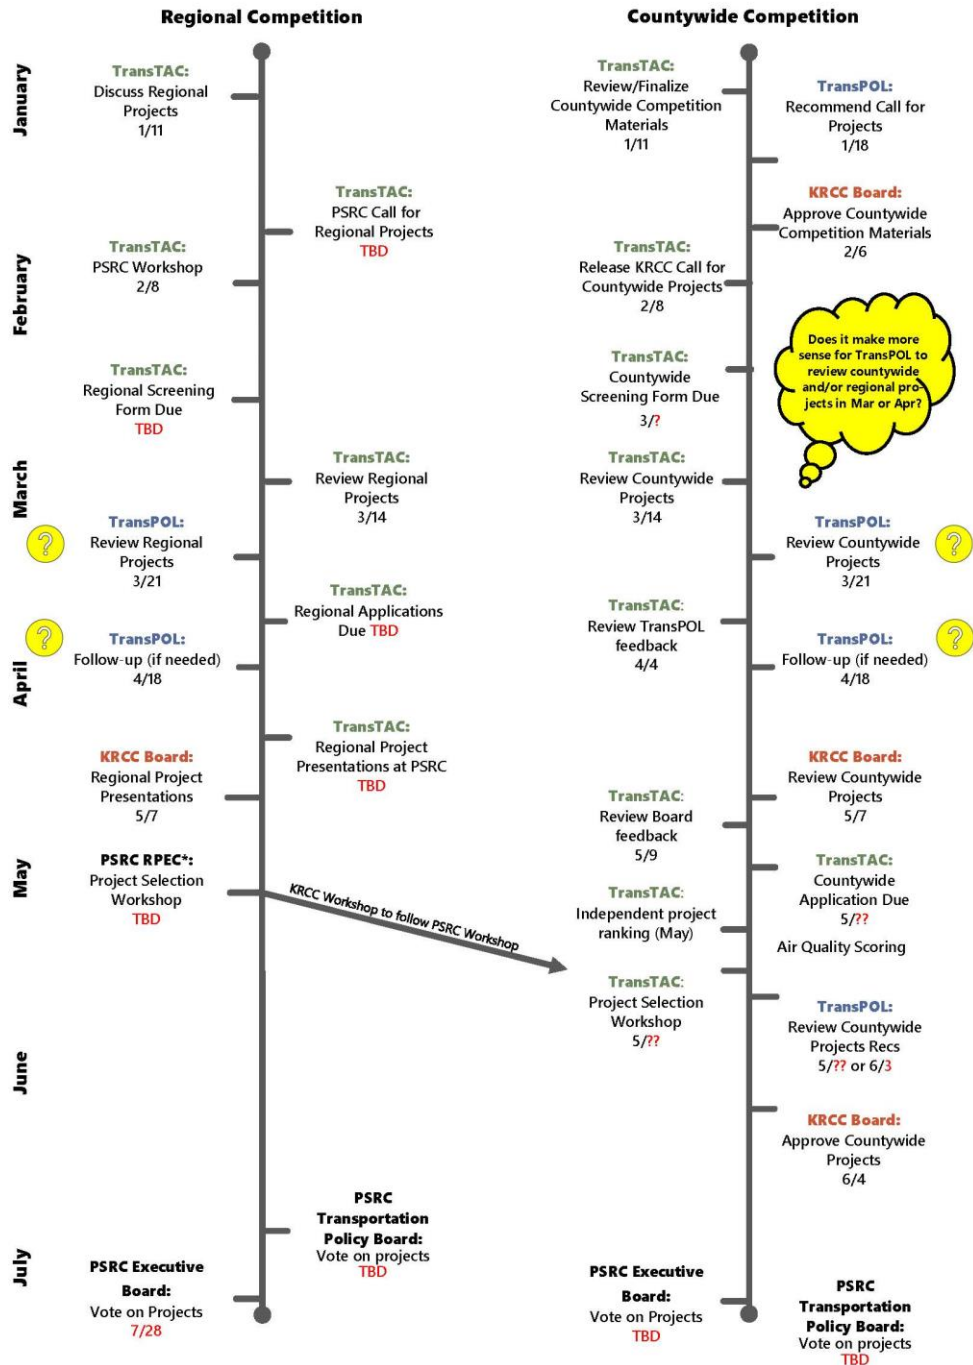 Regional Competition
January
TransTAC:
Discuss Regional
Projects
1/11
TransTAC:
PSRC Call for
Regional Projects
TBD
February
TransTAC:
PSRC Workshop
2/8
TransTAC:
Regional Screening
Form Due
TBD
March
TransTAC:
Review Regional
Projects
3/14
?
TransPOL:
Review Regional
Projects
3/21
TransTAC:
Regional Applications
Due TBD
?
TransPOL:
Follow-up (if needed)
4/18
April
TransTAC:
Regional Project
Presentations at PSRC
TBD
KRCC Board:
Regional Project
Presentations
5/7
May
PSRC RPEC*:
Project Selection
Workshop
TBD
KRCC Workshop to follow PSRC Workshop
June
PSRC
Transportation
Policy Board:
Vote on projects
TBD
July
PSRC Executive
Board:
Vote on Projects
7/28
Countywide Competition
TransTAC:
Review/Finalize
Countywide Competition
Materials
1/11
TransPOL:
Recommend Call for
Projects
1/18
KRCC Board:
Approve Countywide
Competition Materials
2/6
TransTAC:
Release KRCC Call for
Countywide Projects
2/8
Does it make more
sense for TransPOL to
review countywide
and/or regional pro-
jects in Mar or Apr?
TransTAC:
Countywide
Screening Form Due
3/?
TransTAC:
Review Countywide
Projects
3/14
TransPOL:
Review Countywide
Projects
3/21
?
TransTAC:
Review TransPOL
feedback
4/4
TransPOL:
Follow-up (if needed)
4/18
?
KRCC Board:
Review Countywide
Projects
5/7
TransTAC:
Review Board
feedback
5/9
TransTAC:
Countywide
Application Due
5/??
TransTAC:
Independent project
ranking (May)
Air Quality Scoring
TransTAC:
Project Selection
Workshop
5/??
TransPOL:
Review Countywide
Projects Recs
5/?? or 6/3
KRCC Board:
Approve Countywide
Projects
6/4
PSRC Executive
Board:
Vote on Projects
TBD
PSRC
Transportation
Policy Board:
Vote on projects
TBD